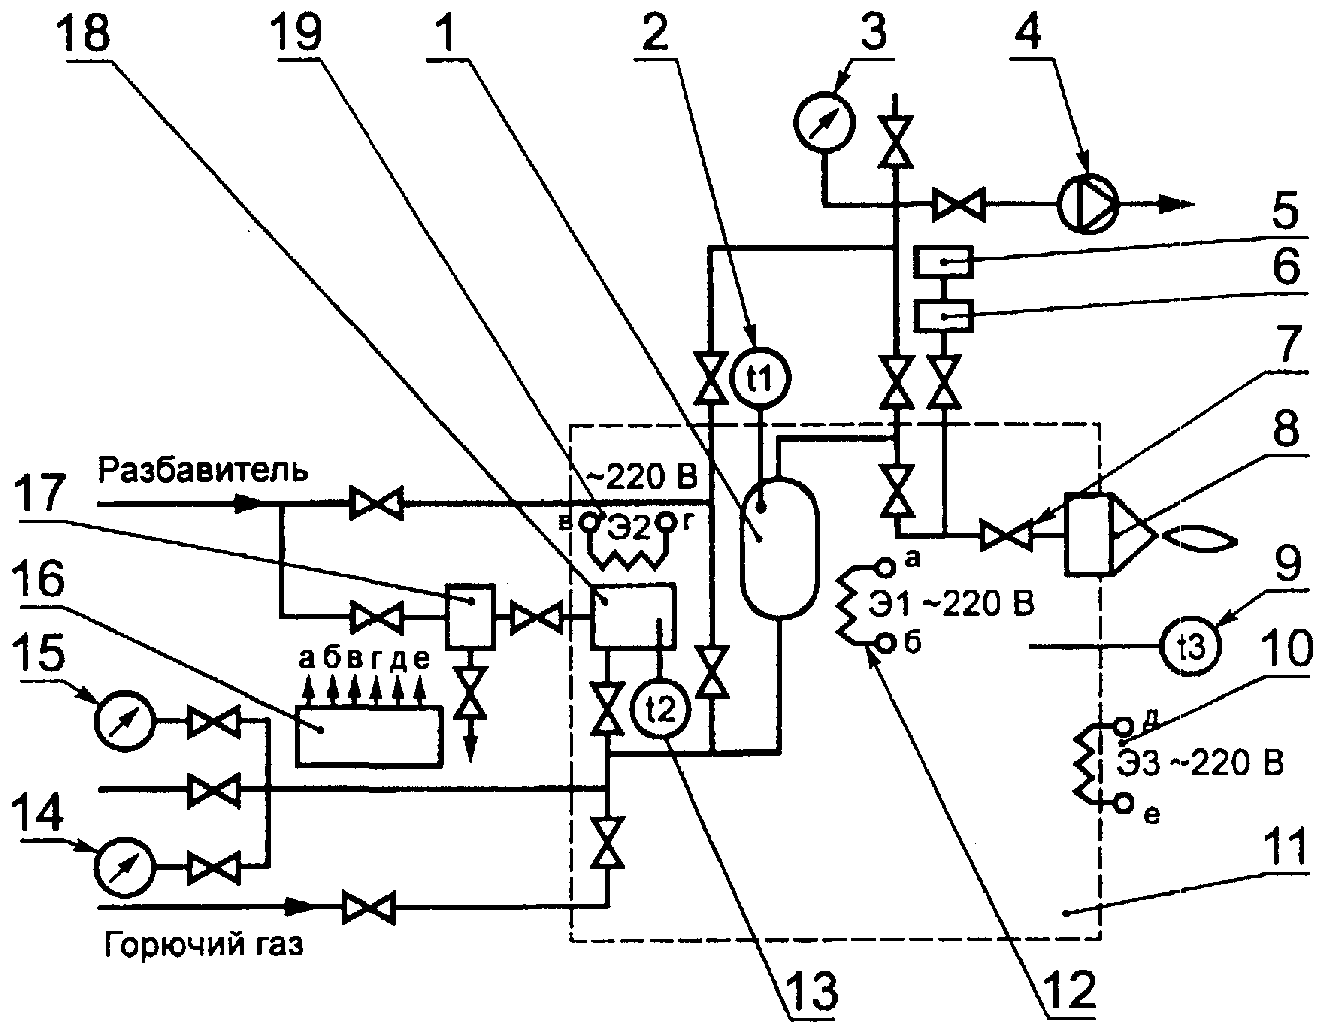 18 19 1 2 3 4
5
6
t1
7
8
Разбавитель
~220 В
17
в Э2 г
а
16
Э1 ~220 В
9
б
t3
15
а б в г д е
10
t2
д
Э3 ~220 В
14
е
11
Горючий газ
13
12